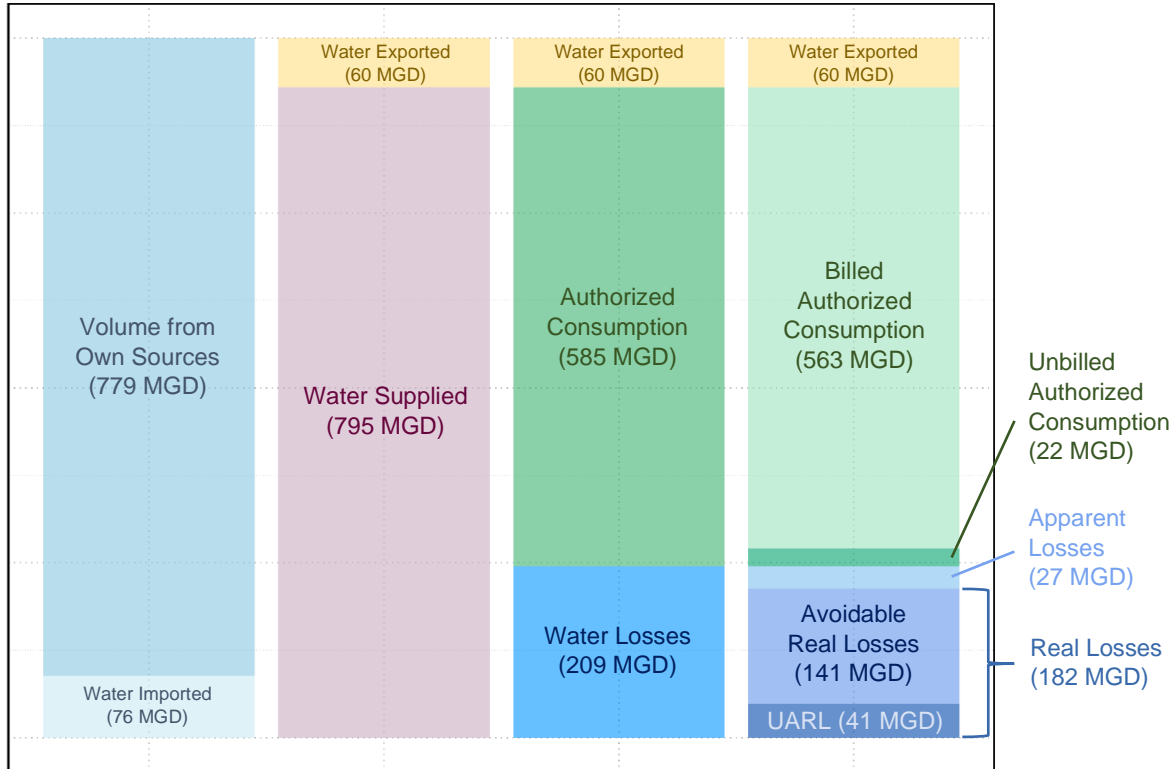 Volume from
Own Sources
(779 MGD)
Water Imported
(76 MGD)
Water Exported
(60 MGD)
Water Supplied
(795 MGD)
Water Exported
(60 MGD)
Authorized
Consumption
(585 MGD)
Water Losses
(209 MGD)
Water Exported
(60 MGD)
Billed
Authorized
Consumption
(563 MGD)
Avoidable
Real Losses
(141 MGD)
UARL (41 MGD)
Unbilled
Authorized
Consumption
(22 MGD)
Apparent
Losses
(27 MGD)
Real Losses
(182 MGD)